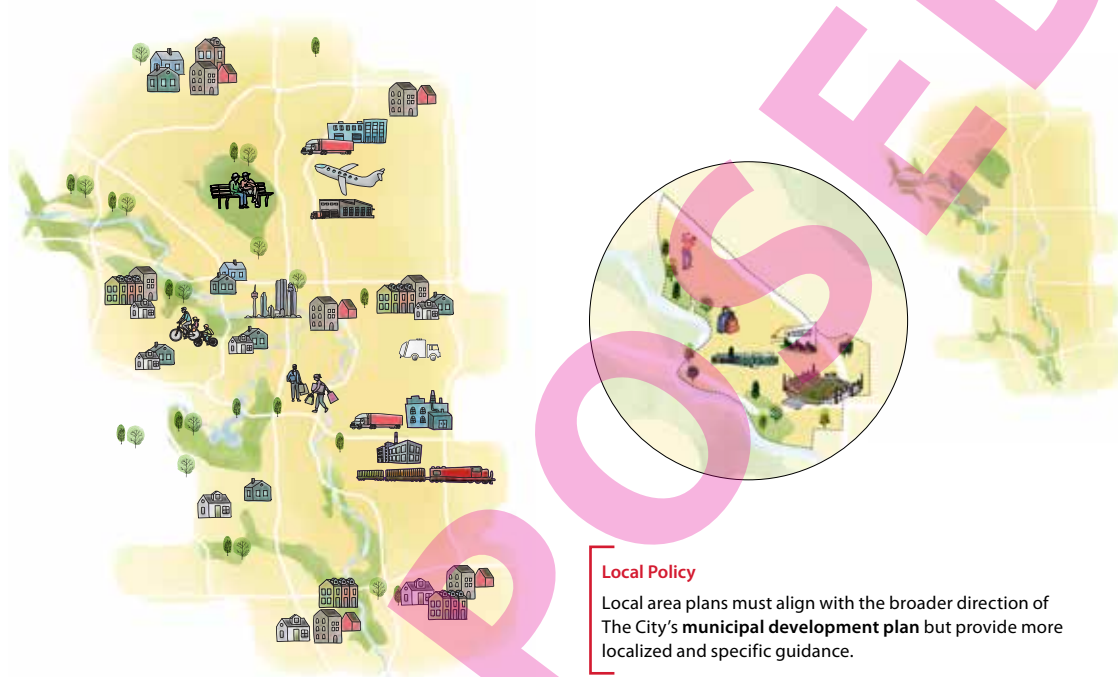 POSED
Local Policy
Local area plans must align with the broader direction of
The City’s municipal development plan but provide more
localized and specific guidance.